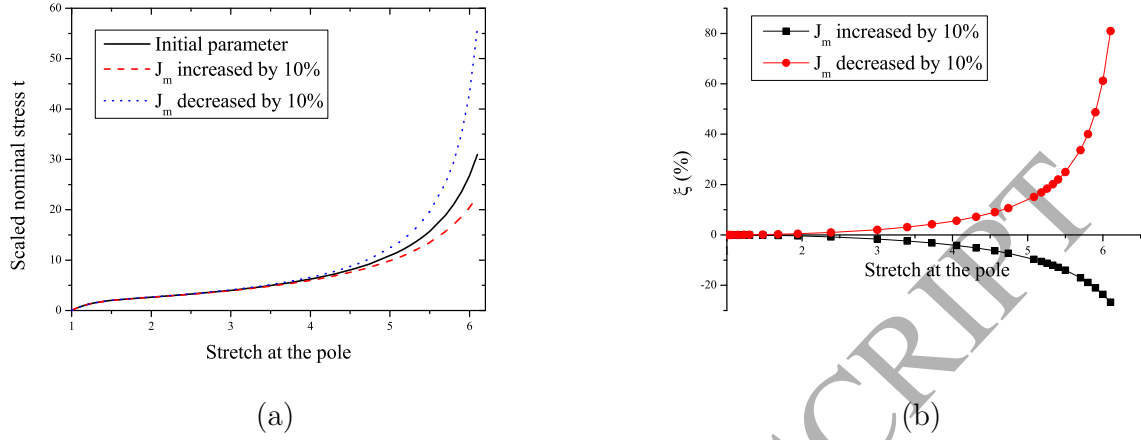 60
50
40
30
20
10
0
Scaled nominal stress t
Initial parameter
J_m increased by 10%
J_m decreased by 10%
1 2 3 4 5 6
Stretch at the pole
(a)
80
60
40
20
0
-20
ξ (%)
J_m increased by 10%
J_m decreased by 10%
2 3 4 5 6
Stretch at the pole
(b)
CRIPT